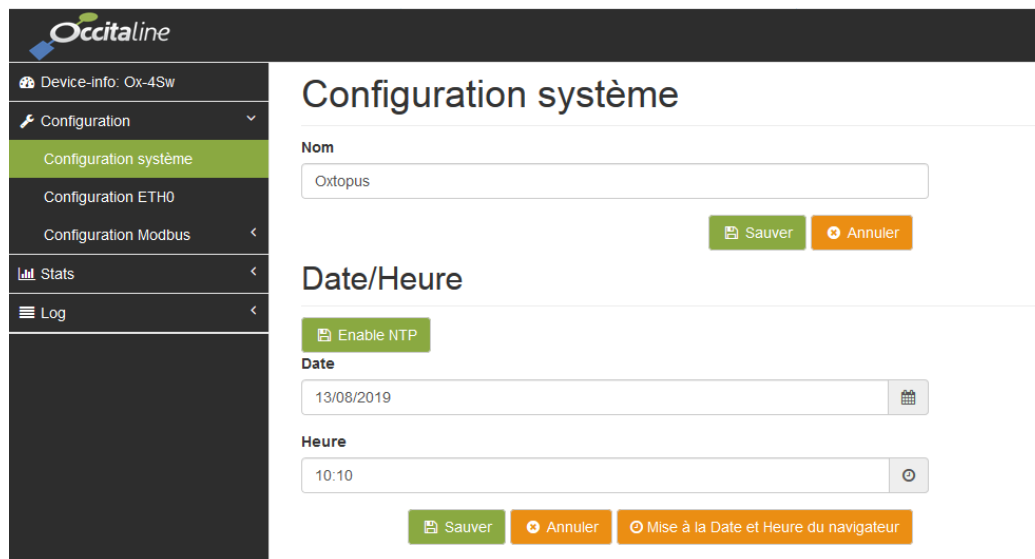 Occitaline
Device-info: Ox-4Sw
Configuration
Configuration système
Configuration ETH0
Configuration Modbus
Stats
Log
Configuration système
Nom
Oxtopus
Sauver Annuler
Date/Heure
Enable NTP
Date
13/08/2019
Heure
10:10
Sauver Annuler Mise à la Date et Heure du navigateur